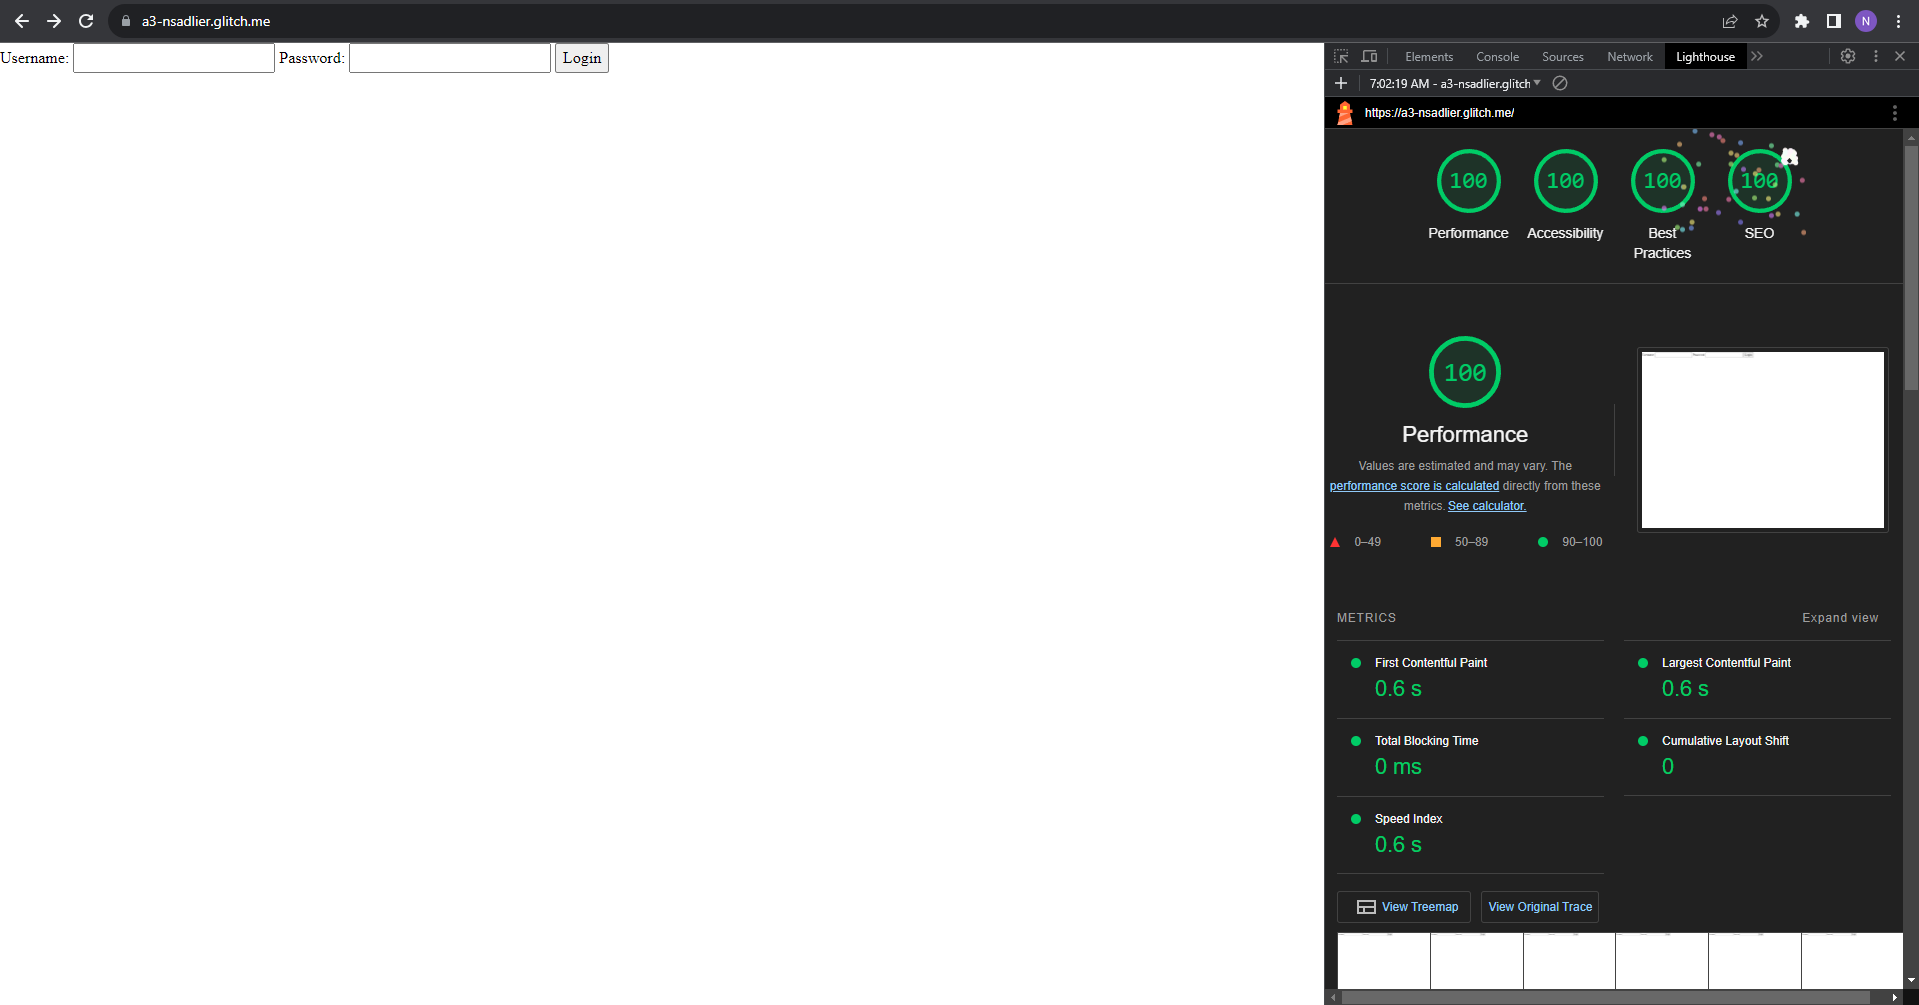 a3-nsadlier.glitch.me
N
Username: Password: Login
Elements Console Sources Network Lighthouse
7:02:19 AM - a3-nsadlier.glitch
https://a3-nsadlier.glitch.me/
100 100 100 100
Performance Accessibility Best Practices SEO
100
Performance
Values are estimated and may vary. The
performance score is calculated directly from these
metrics. See calculator.
0–49 50–89 90–100
METRICS Expand view
First Contentful Paint Largest Contentful Paint
0.6 s 0.6 s
Total Blocking Time Cumulative Layout Shift
0 ms 0
Speed Index
0.6 s
View Treemap View Original Trace